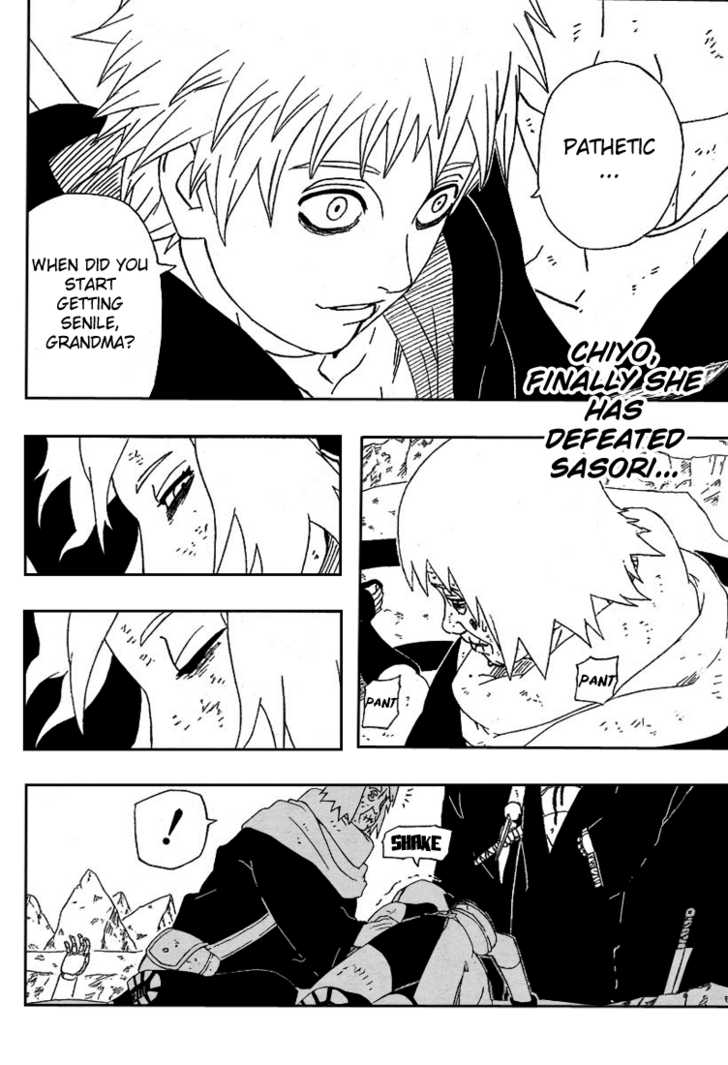 PATHETIC
...
WHEN DID YOU
START
GETTING
SENILE,
GRANDMA?
CHIYO,
FINALLY SHE
HAS
DEFEATED
SASORI...
PANT
PANT
SHAKE
!